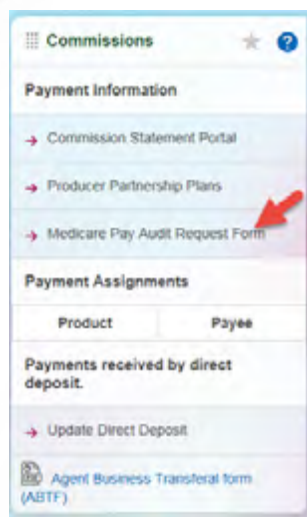 Commissions
Payment Information
Commission Statement Portal
Producer Partnership Plans
Medicare Pay Audit Request Form
Payment Assignments
Product Payee
Payments received by direct
deposit.
Update Direct Deposit
Agent Business Transferal form
(ABTF)